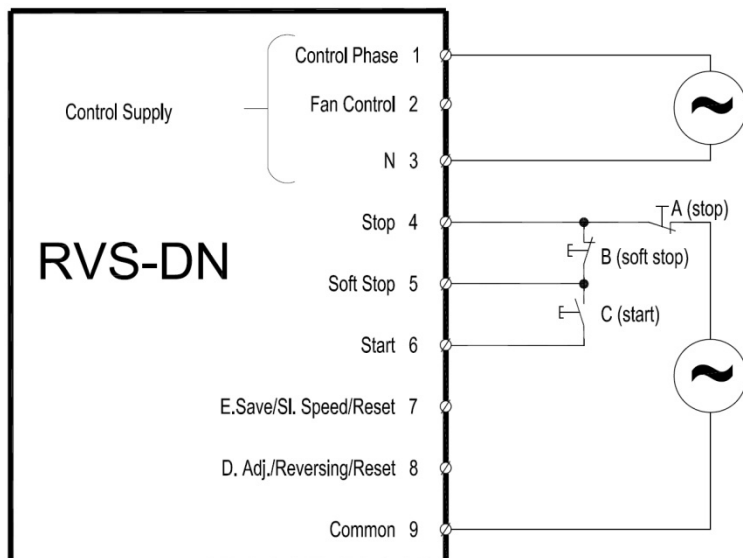 Control Phase 1
Control Supply
Fan Control 2
N 3
Stop 4
A (stop)
RVS-DN
B (soft stop)
Soft Stop 5
C (start)
Start 6
E.Save/Sl. Speed/Reset 7
D. Adj./Reversing/Reset 8
Common 9